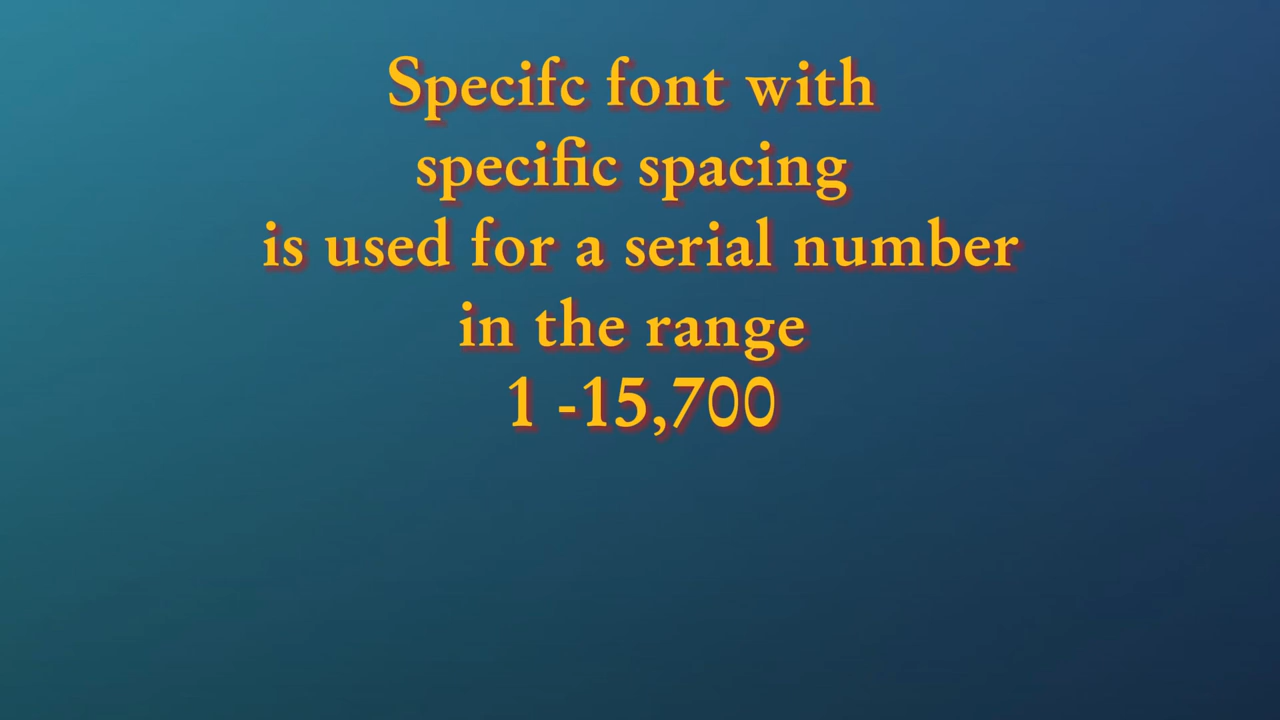 Specifc font with
specific spacing
is used for a serial number
in the range
1 -15,700